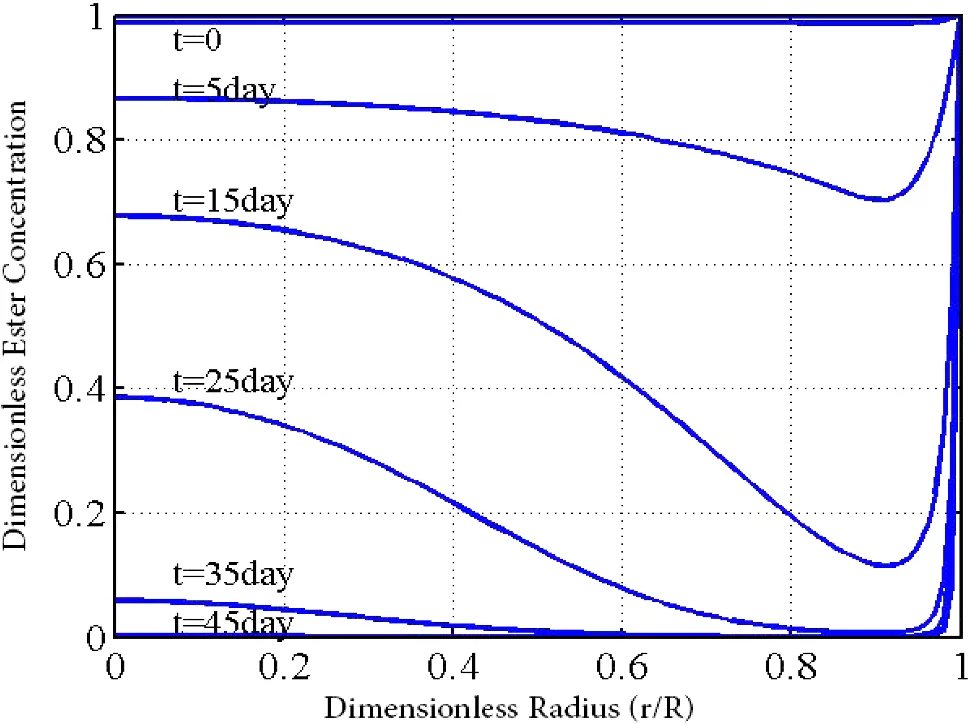 Dimensionless Ester Concentration
1
t=0
t=5day
0.8
t=15day
0.6
t=25day
0.4
0.2
t=35day
t=45day
0
0 0.2 0.4 0.6 0.8 1
Dimensionless Radius (r/R)